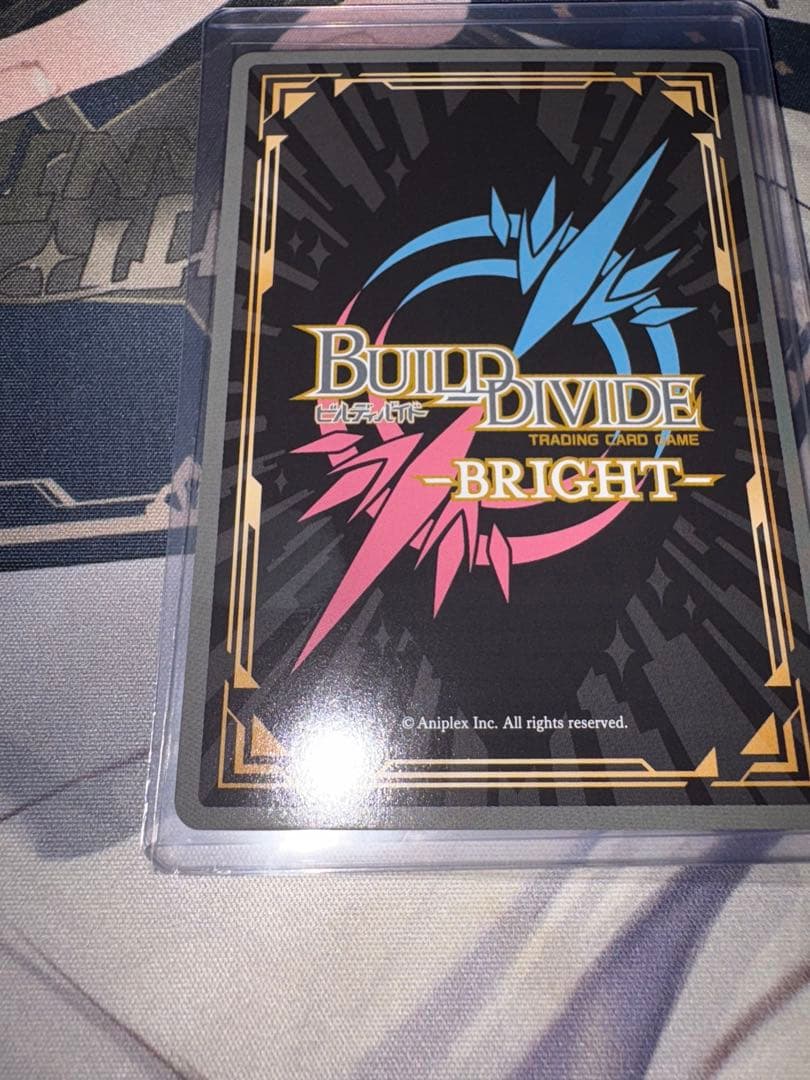 BUILD DIVIDE
ビルディバイド
TRADING CARD GAME
-BRIGHT-
© Aniplex Inc. All rights reserved.